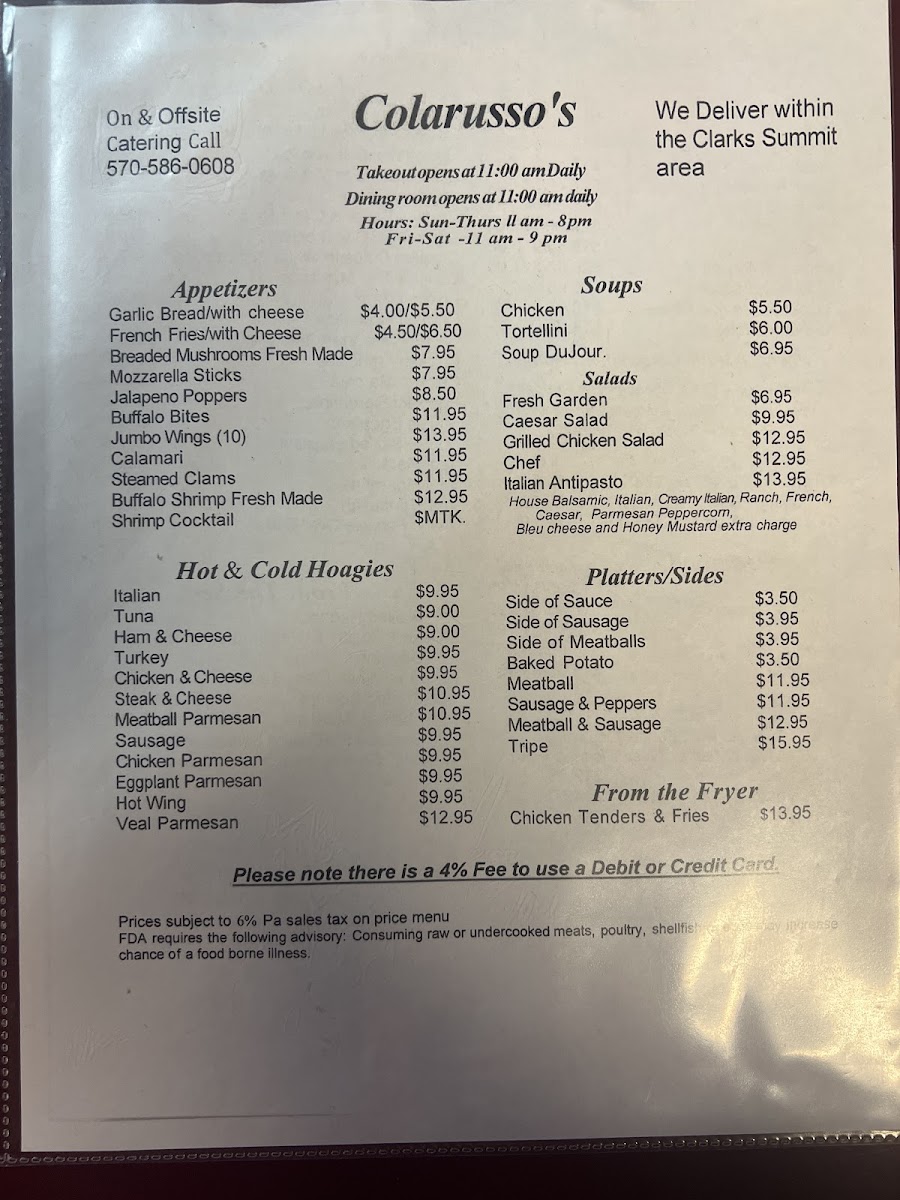 On & Offsite
Catering Call
570-586-0608
Colarusso's
We Deliver within
the Clarks Summit
area
Takeout opens at 11:00 am Daily
Dining room opens at 11:00 am daily
Hours: Sun-Thurs 11 am - 8pm
Fri-Sat -11 am - 9 pm
Appetizers
Garlic Bread/with cheese $4.00/$5.50
French Fries/with Cheese $4.50/$6.50
Breaded Mushrooms Fresh Made $7.95
Mozzarella Sticks $7.95
Jalapeno Poppers $8.50
Buffalo Bites $11.95
Jumbo Wings (10) $13.95
Calamari $11.95
Steamed Clams $11.95
Buffalo Shrimp Fresh Made $12.95
Shrimp Cocktail $MTK.
Soups
Chicken $5.50
Tortellini $6.00
Soup DuJour. $6.95
Salads
Fresh Garden $6.95
Caesar Salad $9.95
Grilled Chicken Salad $12.95
Chef $12.95
Italian Antipasto $13.95
House Balsamic, Italian, Creamy Italian, Ranch, French,
Caesar, Parmesan Peppercorn,
Bleu cheese and Honey Mustard extra charge
Hot & Cold Hoagies
Italian $9.95
Tuna $9.00
Ham & Cheese $9.00
Turkey $9.95
Chicken & Cheese $9.95
Steak & Cheese $10.95
Meatball Parmesan $10.95
Sausage $9.95
Chicken Parmesan $9.95
Eggplant Parmesan $9.95
Hot Wing $9.95
Veal Parmesan $12.95
Platters/Sides
Side of Sauce $3.50
Side of Sausage $3.95
Side of Meatballs $3.95
Baked Potato $3.50
Meatball $11.95
Sausage & Peppers $11.95
Meatball & Sausage $12.95
Tripe $15.95
From the Fryer
Chicken Tenders & Fries $13.95
Please note there is a 4% Fee to use a Debit or Credit Card.
Prices subject to 6% Pa sales tax on price menu
FDA requires the following advisory: Consuming raw or undercooked meats, poultry, may increase
chance of a food borne illness.